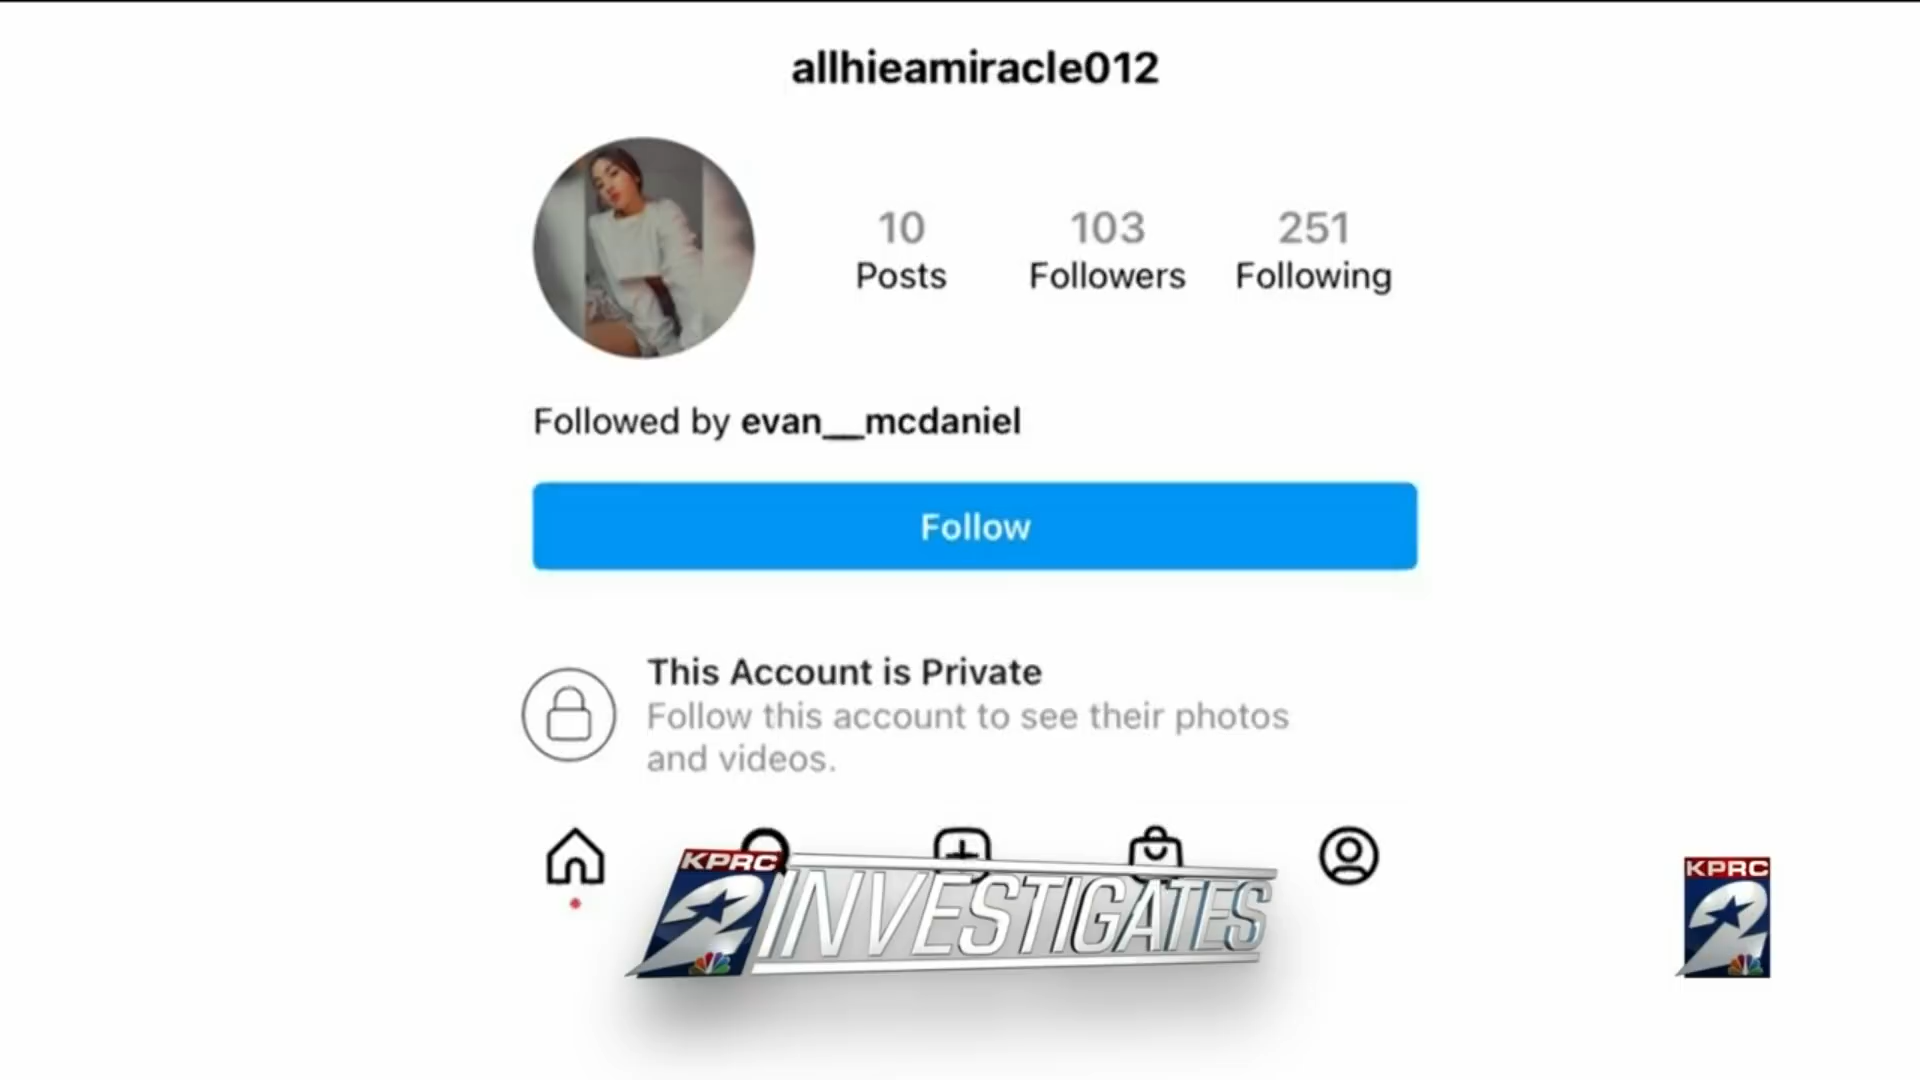 allhieamiracle012
10 103 251
Posts Followers Following
Followed by evan__mcdaniel
Follow
This Account is Private
Follow this account to see their photos
and videos.
KPRC
2 INVESTIGATES
KPRC
2